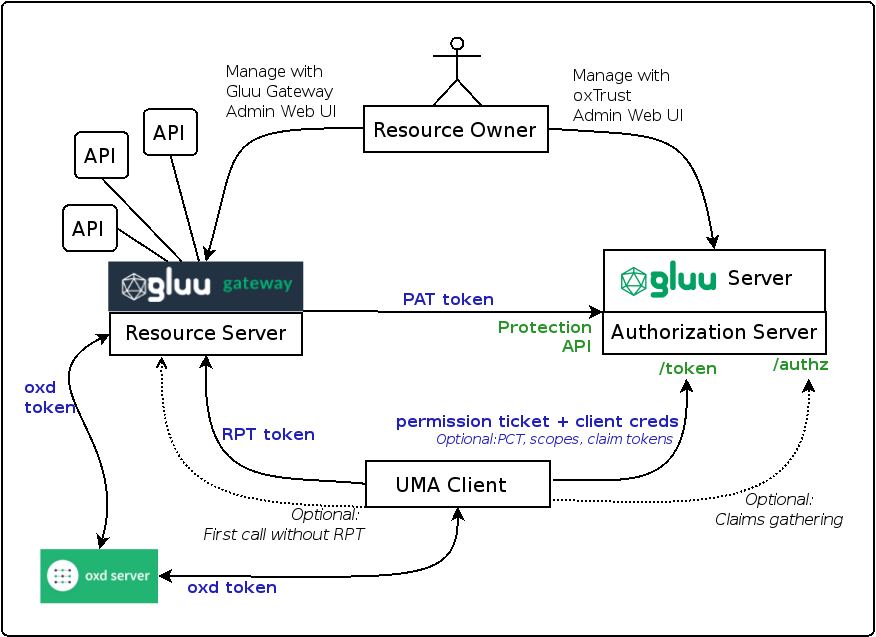 Manage with
Gluu Gateway
Admin Web UI
Manage with
oxTrust
Admin Web UI
Resource Owner
API
API
API
gluu gateway
Resource Server
gluu Server
Authorization Server
PAT token
Protection
API
/token
/authz
oxd
token
RPT token
permission ticket + client creds
Optional:PCT, scopes, claim tokens
UMA Client
Optional:
First call without RPT
Optional:
Claims gathering
oxd server
oxd token